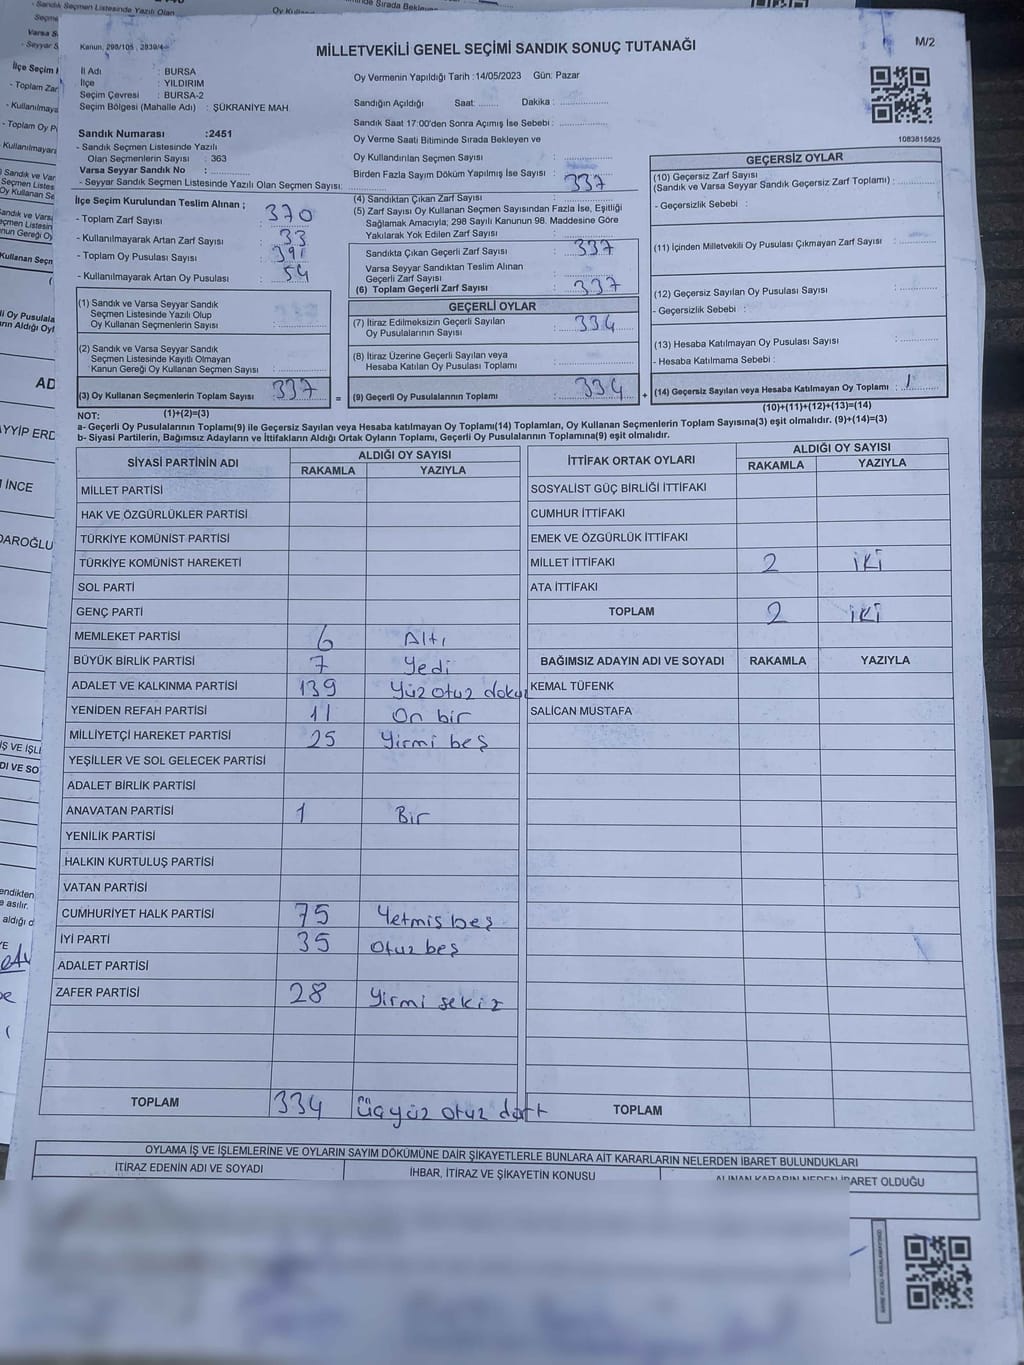 Kanun, 298/105 , 2839/4
MİLLETVEKİLİ GENEL SEÇİMİ SANDIK SONUÇ TUTANAĞI
M/2
İl Adı : BURSA
İlçe : YILDIRIM
Seçim Çevresi : BURSA-2
Seçim Bölgesi (Mahalle Adı) : ŞÜKRANİYE MAH.
Sandık Numarası :2451
- Sandık Seçmen Listesinde Yazılı
Olan Seçmenlerin Sayısı : 363
Varsa Seyyar Sandık No :
- Seyyar Sandık Seçmen Listesinde Yazılı Olan Seçmen Sayısı:
İlçe Seçim Kurulundan Teslim Alınan ;
- Toplam Zarf Sayısı : 370
- Kullanılmayarak Artan Zarf Sayısı : 33
- Toplam Oy Pusulası Sayısı : 391
- Kullanılmayarak Artan Oy Pusulası : 54
(1) Sandık ve Varsa Seyyar Sandık
Seçmen Listesinde Yazılı Olup
Oy Kullanan Seçmenlerin Sayısı :
(2) Sandık ve Varsa Seyyar Sandık
Seçmen Listesinde Kayıtlı Olmayan
Kanun Gereği Oy Kullanan Seçmen Sayısı :
(3) Oy Kullanan Seçmenlerin Toplam Sayısı : 337
(1)+(2)=(3)
Oy Vermenin Yapıldığı Tarih : 14/05/2023 Gün: Pazar
Sandığın Açıldığı Saat: Dakika :
Sandık Saat 17:00'den Sonra Açımış İse Sebebi :
Oy Verme Saati Bitiminde Sırada Bekleyen ve
Oy Kullandırılan Seçmen Sayısı :
Birden Fazla Sayım Döküm Yapılmış İse Sayısı :
(4) Sandıktan Çıkan Zarf Sayısı : 337
(5) Zarf Sayısı Oy Kullanan Seçmen Sayısından Fazla İse, Eşitliği
Sağlamak Amacıyla; 298 Sayılı Kanunun 98. Maddesine Göre
Yakılarak Yok Edilen Zarf Sayısı :
Sandıkta Çıkan Geçerli Zarf Sayısı : 337
Varsa Seyyar Sandıktan Teslim Alınan
Geçerli Zarf Sayısı :
(6) Toplam Geçerli Zarf Sayısı : 337
GEÇERLİ OYLAR
(7) İtiraz Edilmeksizin Geçerli Sayılan
Oy Pusulalarının Sayısı : 334
(8) İtiraz Üzerine Geçerli Sayılan veya
Hesaba Katılan Oy Pusulası Toplamı :
= (9) Geçerli Oy Pusulalarının Toplamı : 334 +
1083815825
GEÇERSİZ OYLAR
(10) Geçersiz Zarf Sayısı
(Sandık ve Varsa Seyyar Sandık Geçersiz Zarf Toplamı) :
- Geçersizlik Sebebi :
(11) İçinden Milletvekili Oy Pusulası Çıkmayan Zarf Sayısı :
(12) Geçersiz Sayılan Oy Pusulası Sayısı :
- Geçersizlik Sebebi :
(13) Hesaba Katılmayan Oy Pusulası Sayısı :
- Hesaba Katılmama Sebebi :
(14) Geçersiz Sayılan veya Hesaba Katılmayan Oy Toplamı :
(10)+(11)+(12)+(13)=(14)
NOT:
a- Geçerli Oy Pusulalarının Toplamı(9) ile Geçersiz Sayılan veya Hesaba katılmayan Oy Toplamı(14) Toplamları, Oy Kullanan Seçmenlerin Toplam Sayısına(3) eşit olmalıdır. (9)+(14)=(3)
b- Siyasi Partilerin, Bağımsız Adayların ve İttifakların Aldığı Ortak Oyların Toplamı, Geçerli Oy Pusulalarının Toplamına(9) eşit olmalıdır.
SİYASİ PARTİNİN ADI ALDIĞI OY SAYISI
RAKAMLA YAZIYLA
MİLLET PARTİSİ
HAK VE ÖZGÜRLÜKLER PARTİSİ
TÜRKİYE KOMÜNİST PARTİSİ
TÜRKİYE KOMÜNİST HAREKETİ
SOL PARTİ
GENÇ PARTİ
MEMLEKET PARTİSİ 6 Altı
BÜYÜK BİRLİK PARTİSİ 7 Yedi
ADALET VE KALKINMA PARTİSİ 139 Yüz otuz doku
YENİDEN REFAH PARTİSİ 11 On bir
MİLLİYETÇİ HAREKET PARTİSİ 25 Yirmi beş
YEŞİLLER VE SOL GELECEK PARTİSİ
ADALET BİRLİK PARTİSİ
ANAVATAN PARTİSİ 1 Bir
YENİLİK PARTİSİ
HALKIN KURTULUŞ PARTİSİ
VATAN PARTİSİ
CUMHURİYET HALK PARTİSİ 75 Yetmiş beş
İYİ PARTİ 35 Otuz beş
ADALET PARTİSİ
ZAFER PARTİSİ 28 Yirmi sekiz
TOPLAM 334 üçyüz otuz dört
İTTİFAK ORTAK OYLARI ALDIĞI OY SAYISI
RAKAMLA YAZIYLA
SOSYALİST GÜÇ BİRLİĞİ İTTİFAKI
CUMHUR İTTİFAKI
EMEK VE ÖZGÜRLÜK İTTİFAKI
MİLLET İTTİFAKI 2 iki
ATA İTTİFAKI
TOPLAM 2 iki
BAĞIMSIZ ADAYIN ADI VE SOYADI RAKAMLA YAZIYLA
KEMAL TÜFENK
SALİCAN MUSTAFA
TOPLAM
OYLAMA İŞ VE İŞLEMLERİNE VE OYLARIN SAYIM DÖKÜMÜNE DAİR ŞİKAYETLERLE BUNLARA AİT KARARLARIN NELERDEN İBARET BULUNDUKLARI
İTİRAZ EDENİN ADI VE SOYADI İHBAR, İTİRAZ VE ŞİKAYETİN KONUSU ALINAN KARARIN NEDEN İBARET OLDUĞU